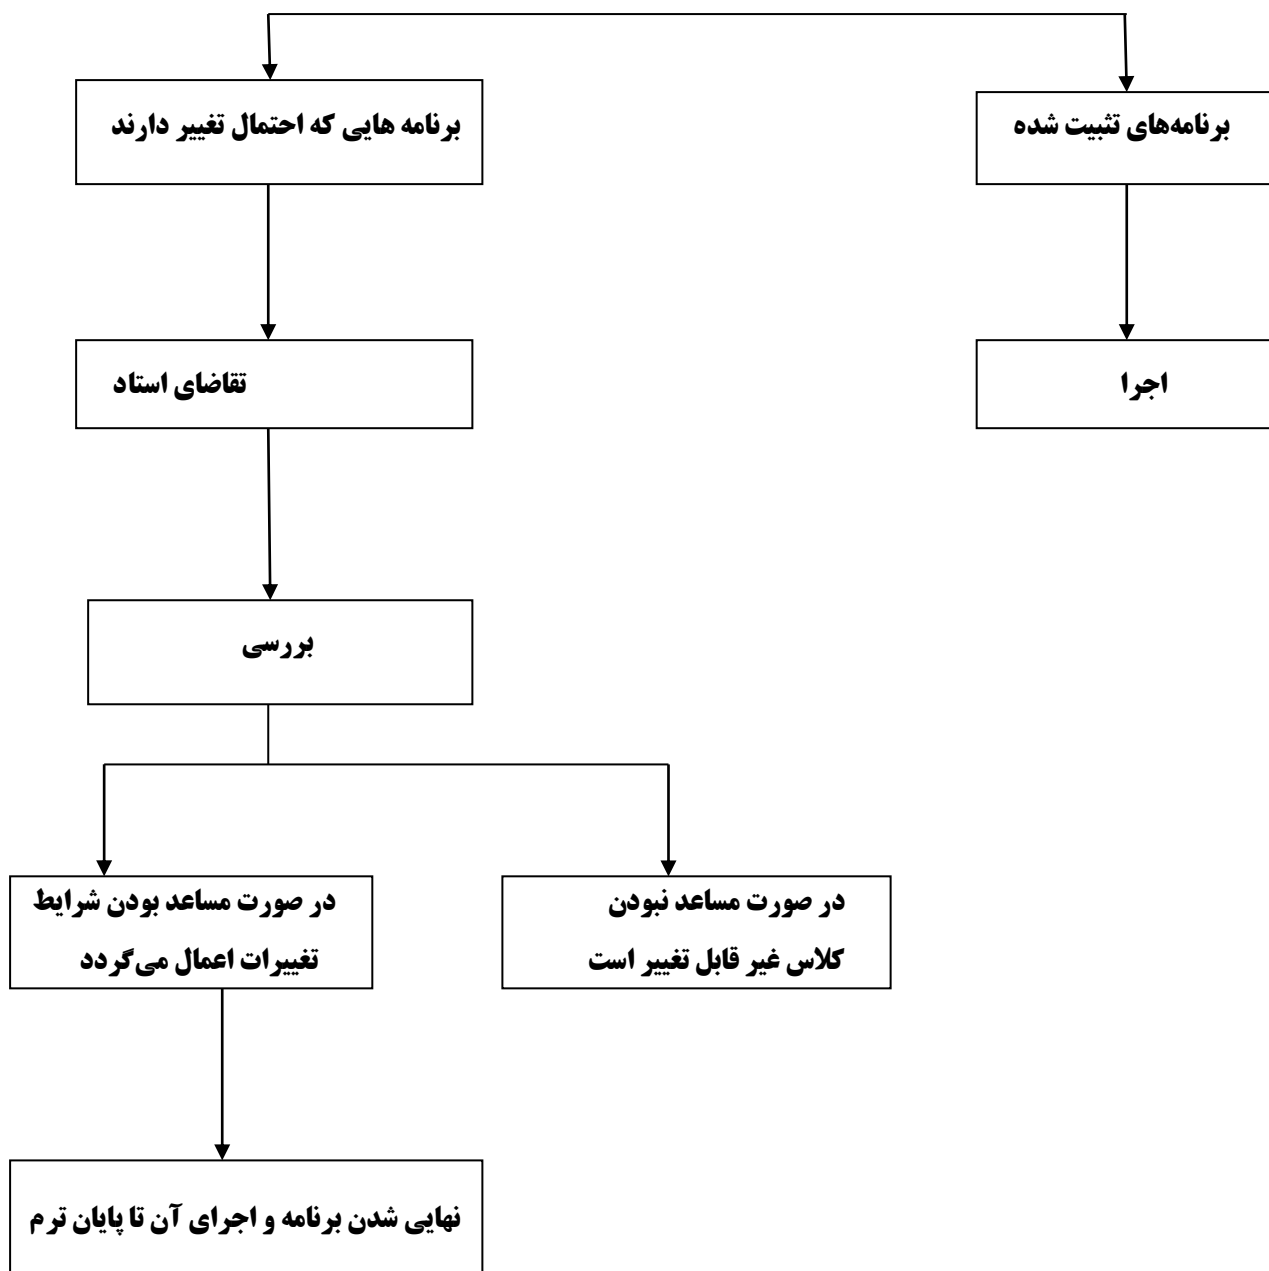 برنامه‌های تثبیت شده
برنامه هایی که احتمال تغییر دارند
اجرا
تقاضای استاد
بررسی
در صورت مساعد نبودن
کلاس غیر قابل تغییر است
در صورت مساعد بودن شرایط
تغییرات اعمال می‌گردد
نهایی شدن برنامه و اجرای آن تا پایان ترم